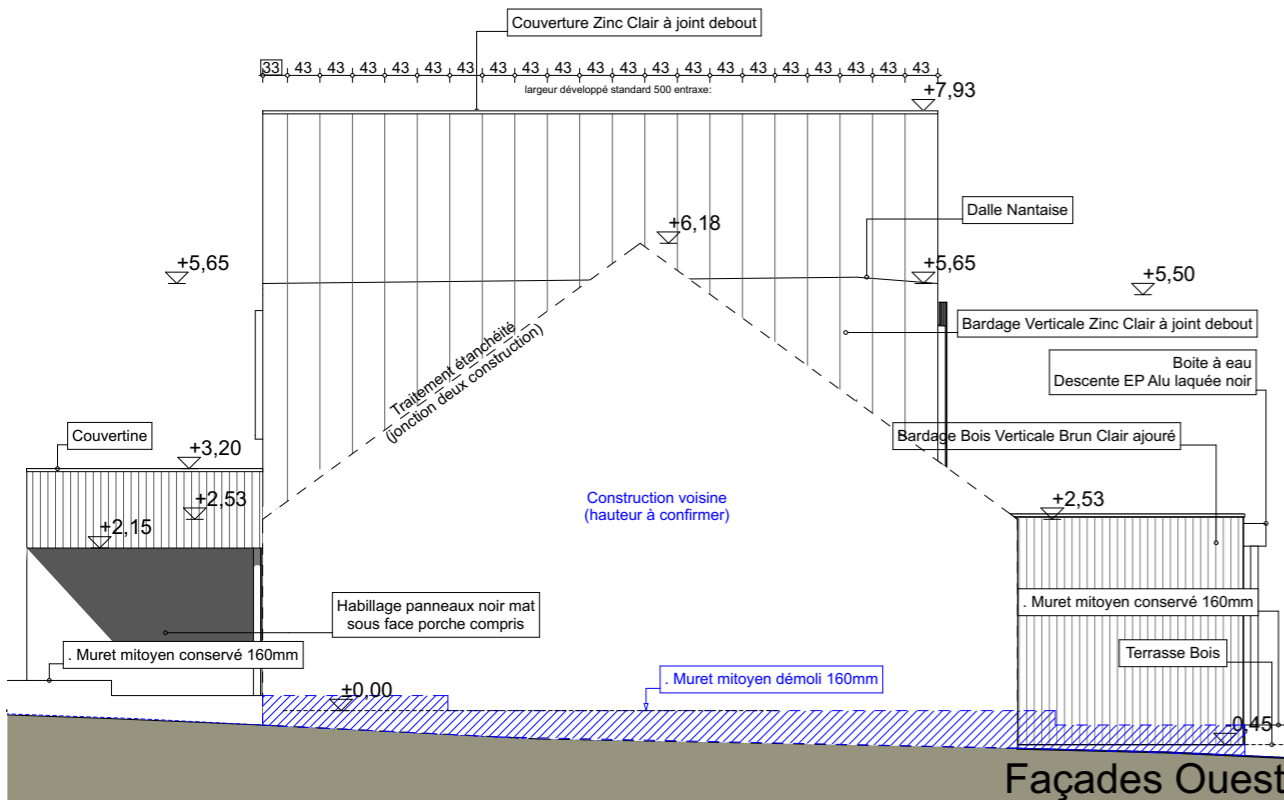 Couverture Zinc Clair à joint debout
33 43 43 43 43 43 43 43 43 43 43 43 43 43 43 43 43 43 43 43 43
largeur développé standard 500 entraxe:
+7,93
Dalle Nantaise
+6,18
+5,65
+5,65
+5,50
Bardage Verticale Zinc Clair à joint debout
Traitement étanchéité
(jonction deux construction)
Boite à eau
Descente EP Alu laquée noir
Couvertine
Bardage Bois Verticale Brun Clair ajouré
+3,20
+2,53
+2,15
Construction voisine
(hauteur à confirmer)
+2,53
Habillage panneaux noir mat
sous face porche compris
. Muret mitoyen conservé 160mm
. Muret mitoyen conservé 160mm
Terrasse Bois
. Muret mitoyen démoli 160mm
±0,00
-0,45
Façades Ouest